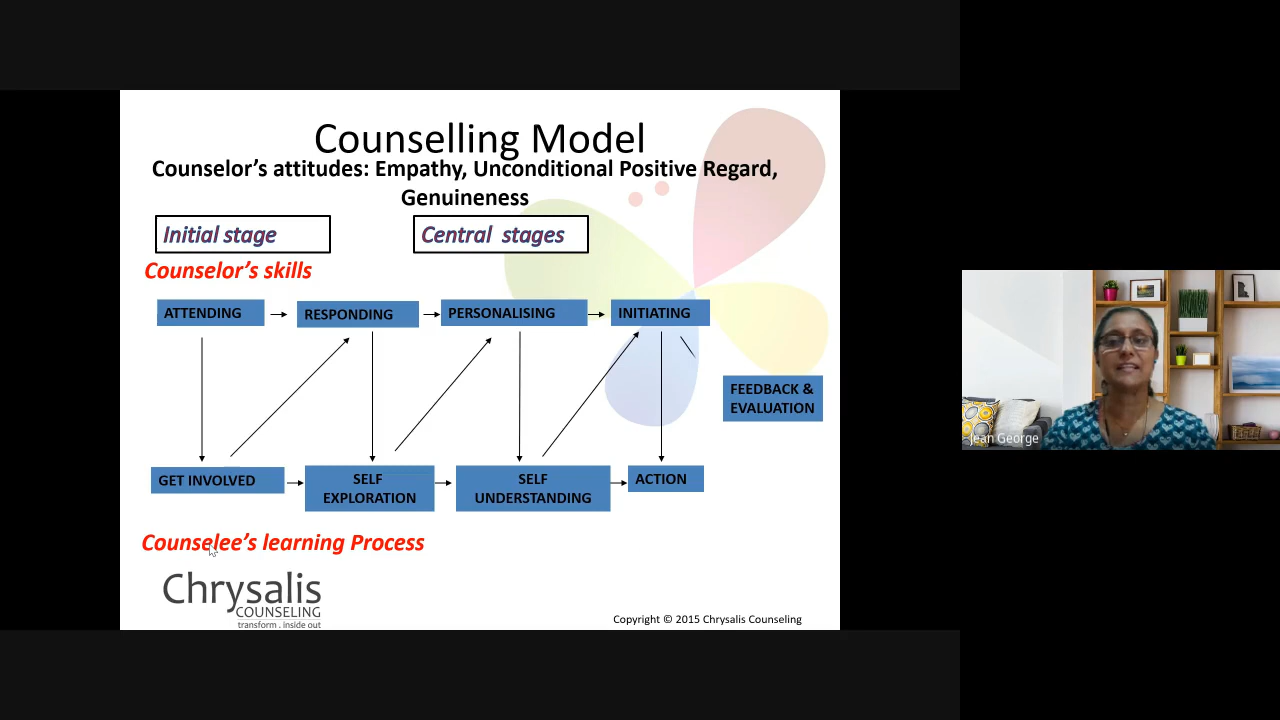 Counselling Model
Counselor's attitudes: Empathy, Unconditional Positive Regard,
Genuineness
Initial stage
Central stages
Counselor's skills
ATTENDING
RESPONDING
PERSONALISING
INITIATING
FEEDBACK &
EVALUATION
GET INVOLVED
SELF
EXPLORATION
SELF
UNDERSTANDING
ACTION
Counselee's learning Process
Chrysalis
COUNSELING
transform . inside out
Copyright © 2015 Chrysalis Counseling
Jean George